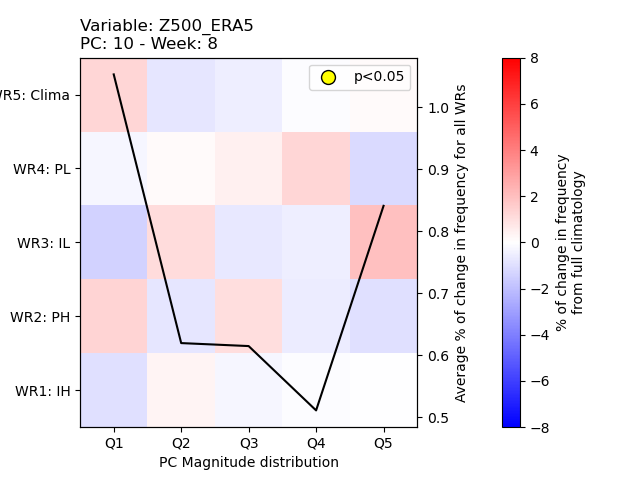 Variable: Z500_ERA5
PC: 10 - Week: 8
p<0.05
WR5: Clima
WR4: PL
WR3: IL
WR2: PH
WR1: IH
Q1 Q2 Q3 Q4 Q5
PC Magnitude distribution
1.0
0.9
0.8
0.7
0.6
0.5
Average % of change in frequency for all WRs
8
6
4
2
0
−2
−4
−6
−8
% of change in frequency
from full climatology